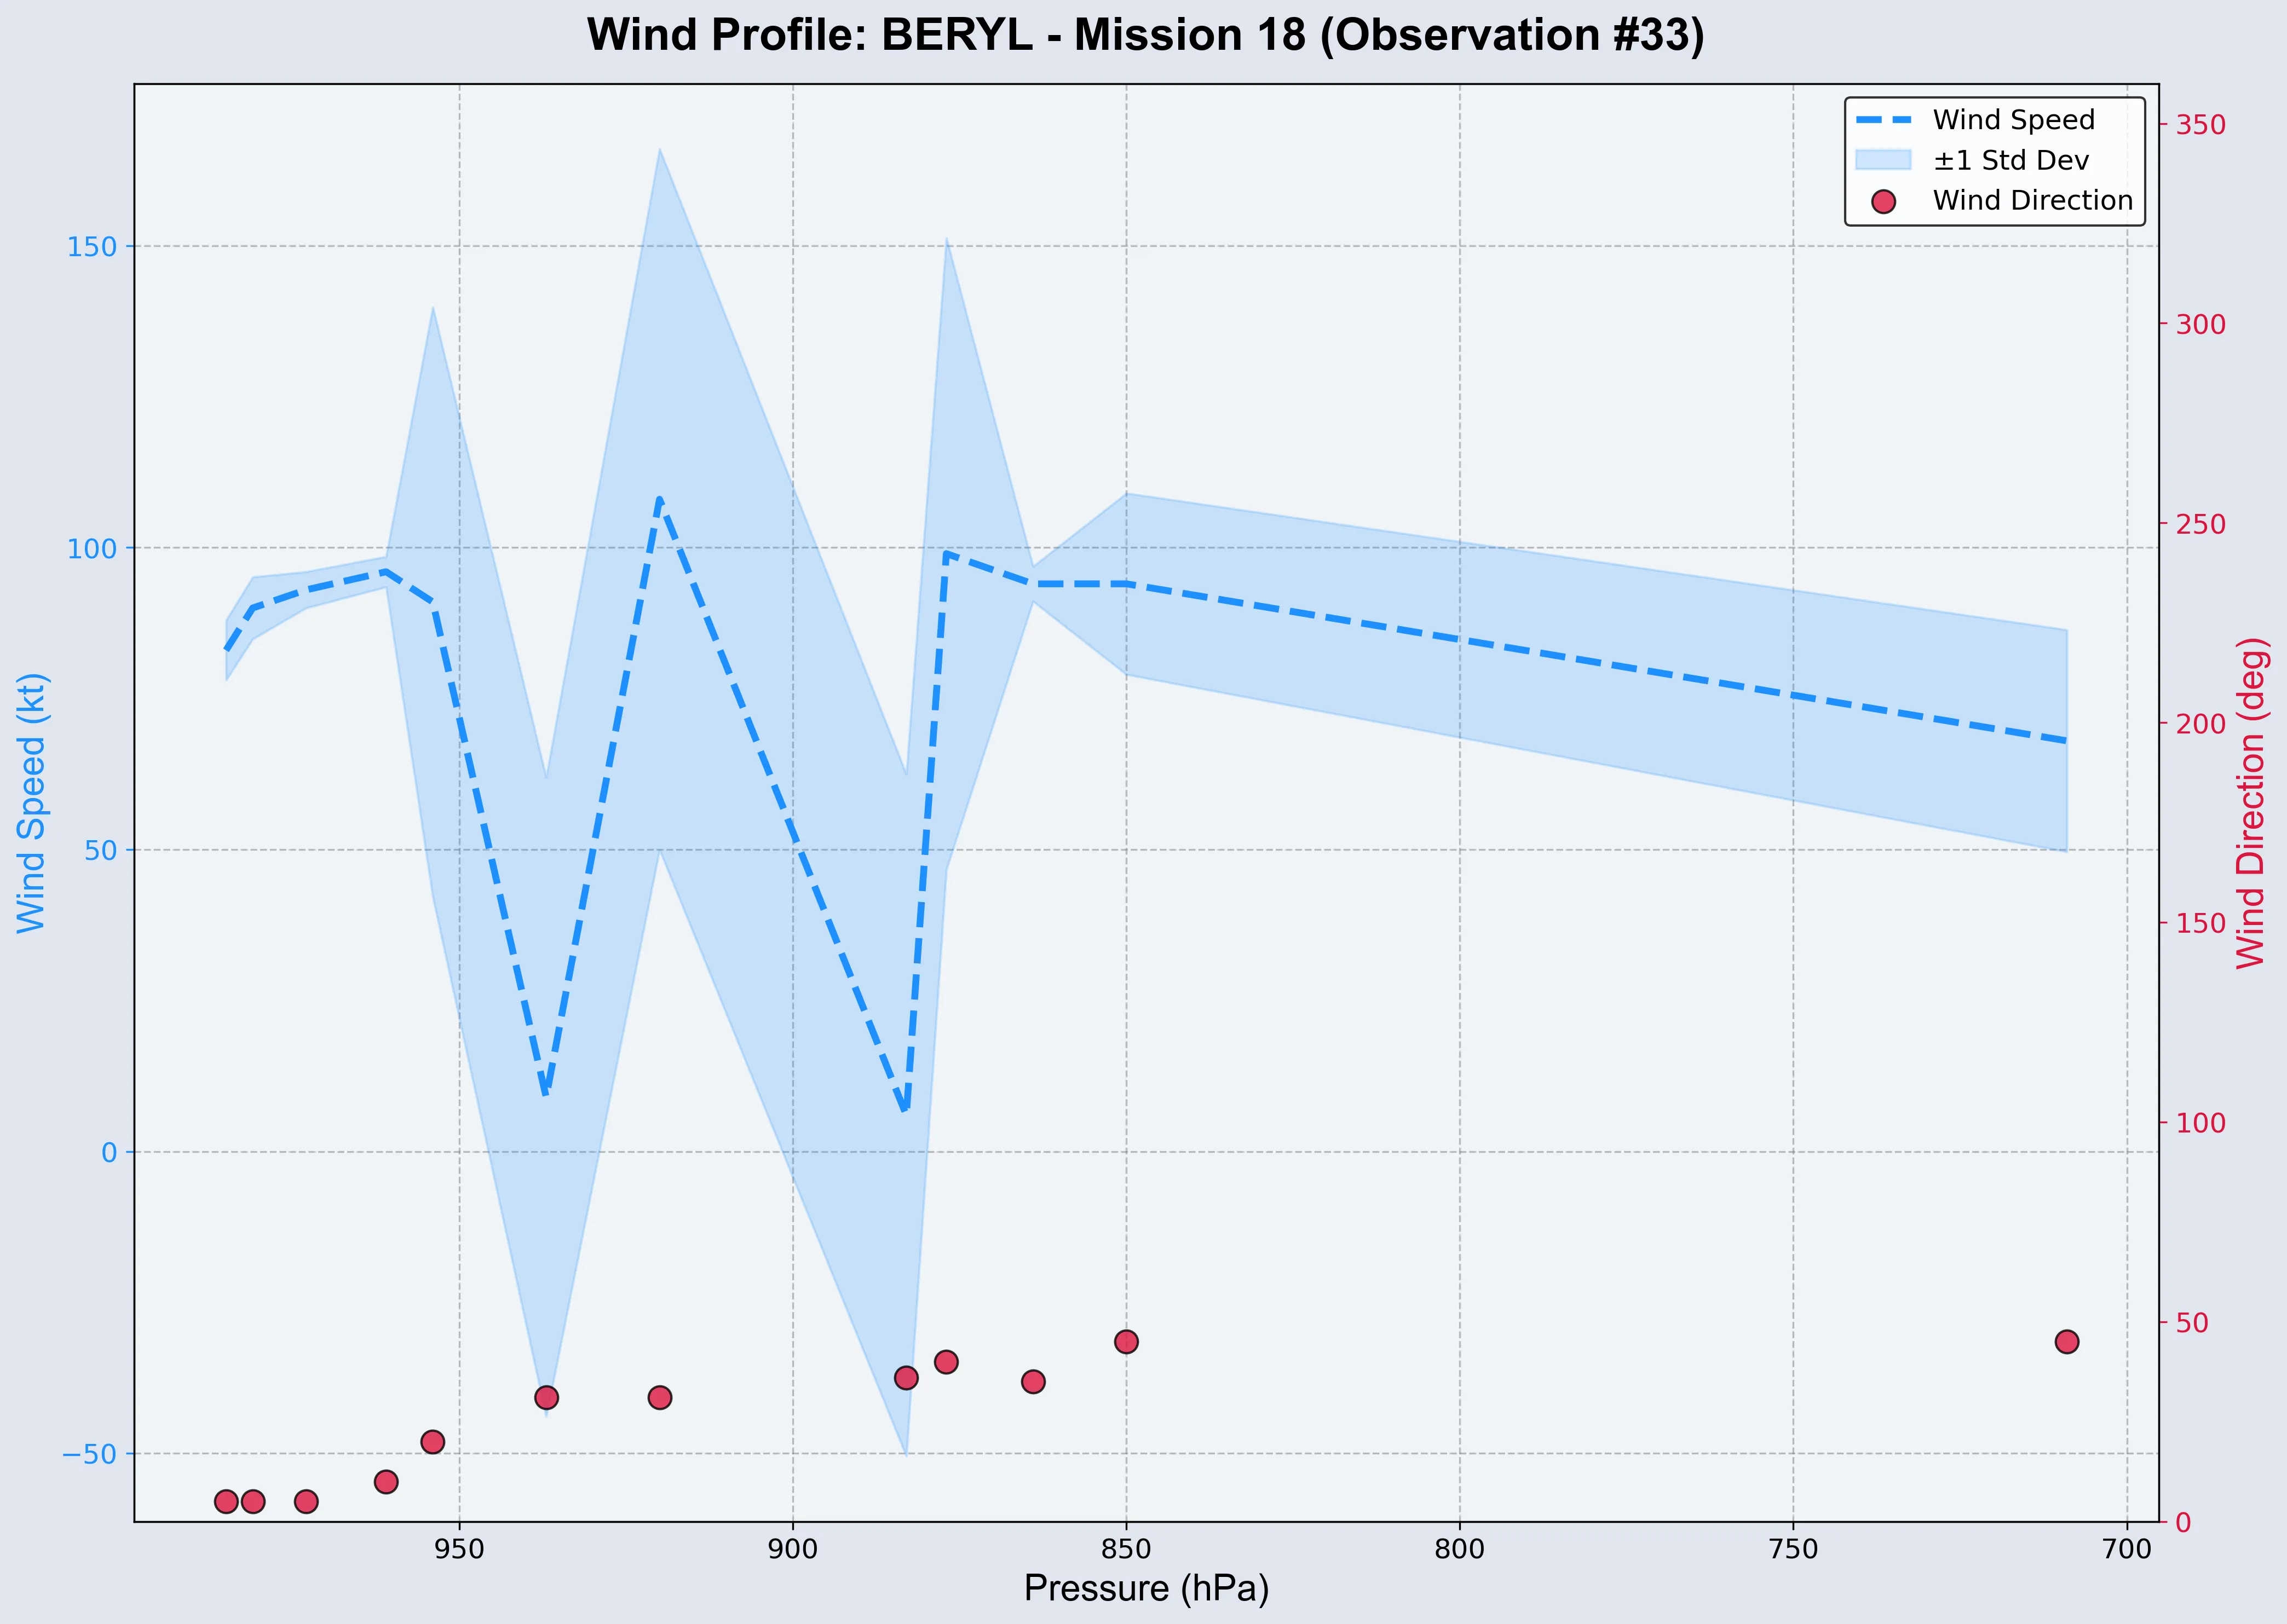 Wind Profile: BERYL - Mission 18 (Observation #33)
Wind Speed
±1 Std Dev
Wind Direction
150
100
50
0
−50
Wind Speed (kt)
350
300
250
200
150
100
50
0
Wind Direction (deg)
950 900 850 800 750 700
Pressure (hPa)